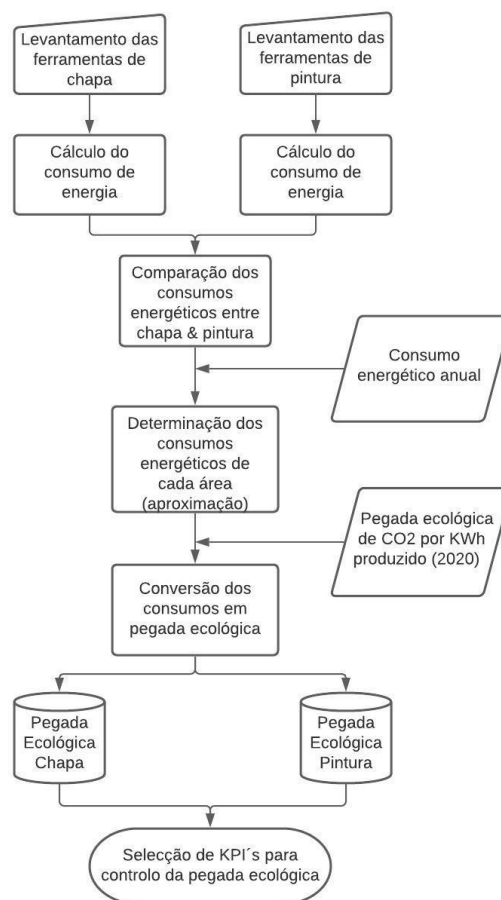 Levantamento das
ferramentas de
chapa
Levantamento das
ferramentas de
pintura
Cálculo do
consumo de
energia
Cálculo do
consumo de
energia
Comparação dos
consumos
energéticos entre
chapa & pintura
Consumo
energético anual
Determinação dos
consumos
energéticos de
cada área
(aproximação)
Pegada ecológica
de CO2 por KWh
produzido (2020)
Conversão dos
consumos em
pegada ecológica
Pegada
Ecológica
Chapa
Pegada
Ecológica
Pintura
Selecção de KPI´s para
controlo da pegada ecológica